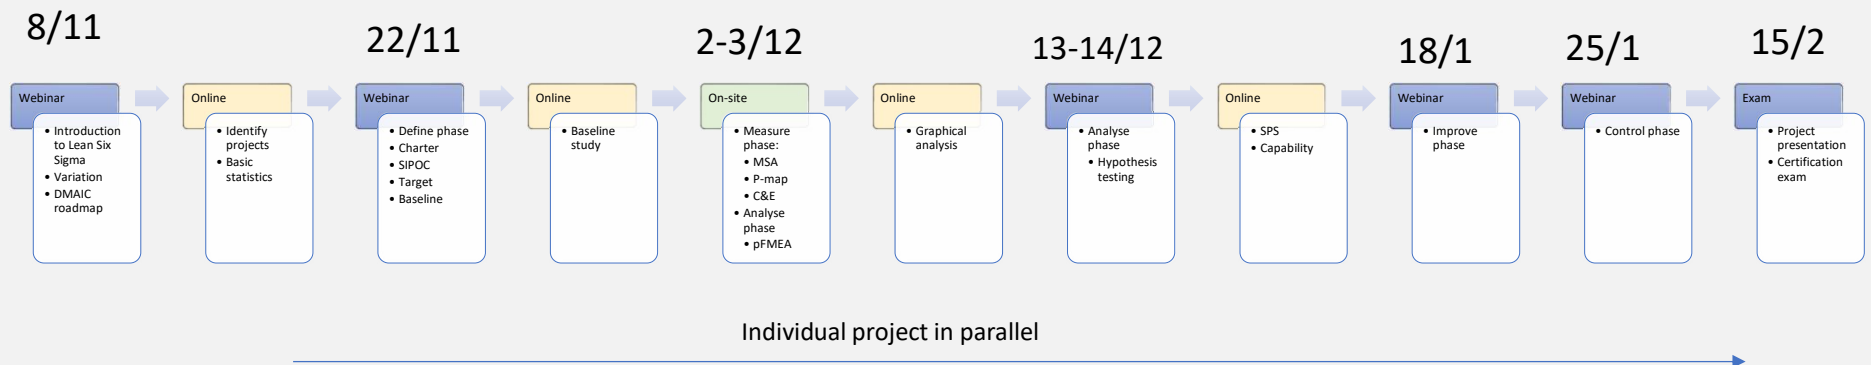 8/11
22/11
2-3/12
13-14/12
18/1
25/1
15/2
Webinar
• Introduction
to Lean Six
Sigma
• Variation
• DMAIC
roadmap
Online
• Identify
projects
• Basic
statistics
Webinar
• Define phase
• Charter
• SIPOC
• Target
• Baseline
Online
• Baseline
study
On-site
• Measure
phase:
• MSA
• P-map
• C&E
• Analyse
phase
• pFMEA
Online
• Graphical
analysis
Webinar
• Analyse
phase
• Hypothesis
testing
Online
• SPS
• Capability
Webinar
• Improve
phase
Webinar
• Control phase
Exam
• Project
presentation
• Certification
exam
Individual project in parallel